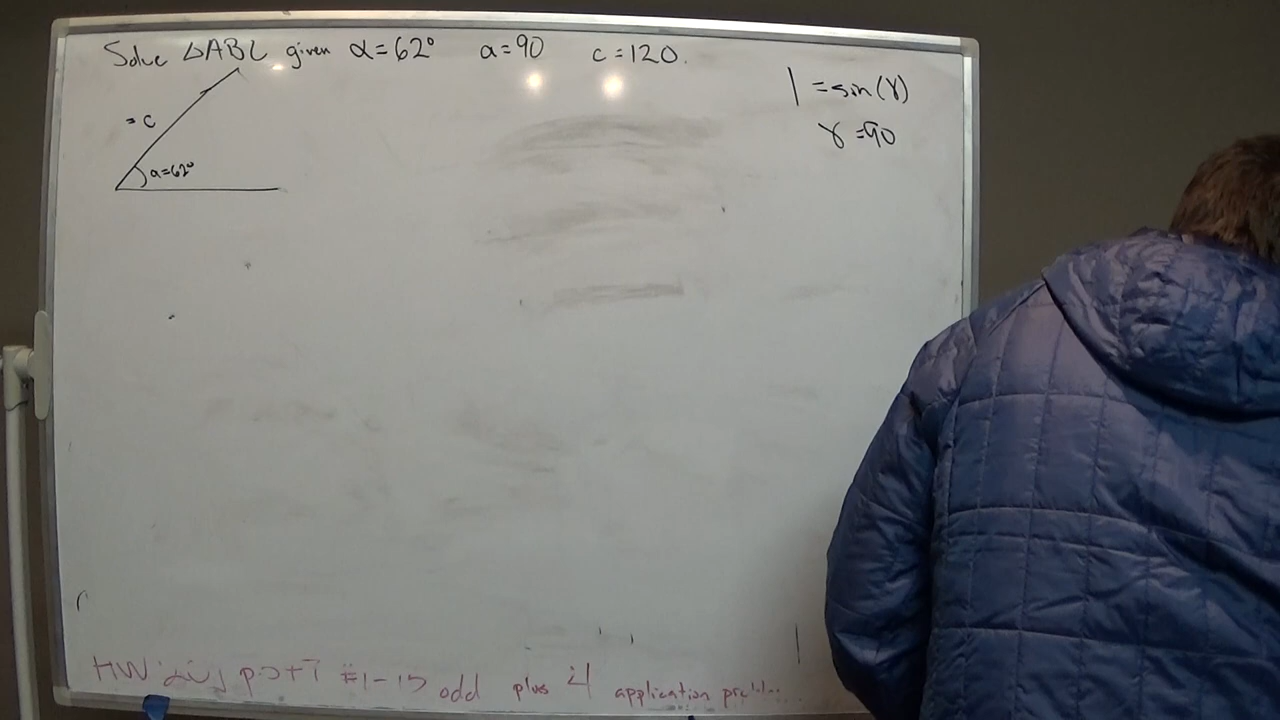 Solve △ABC given α=62° a=90 c=120.
= c
a=62°
1 = sin(γ)
γ=90
HW p. #1-15 odd plus 4 application